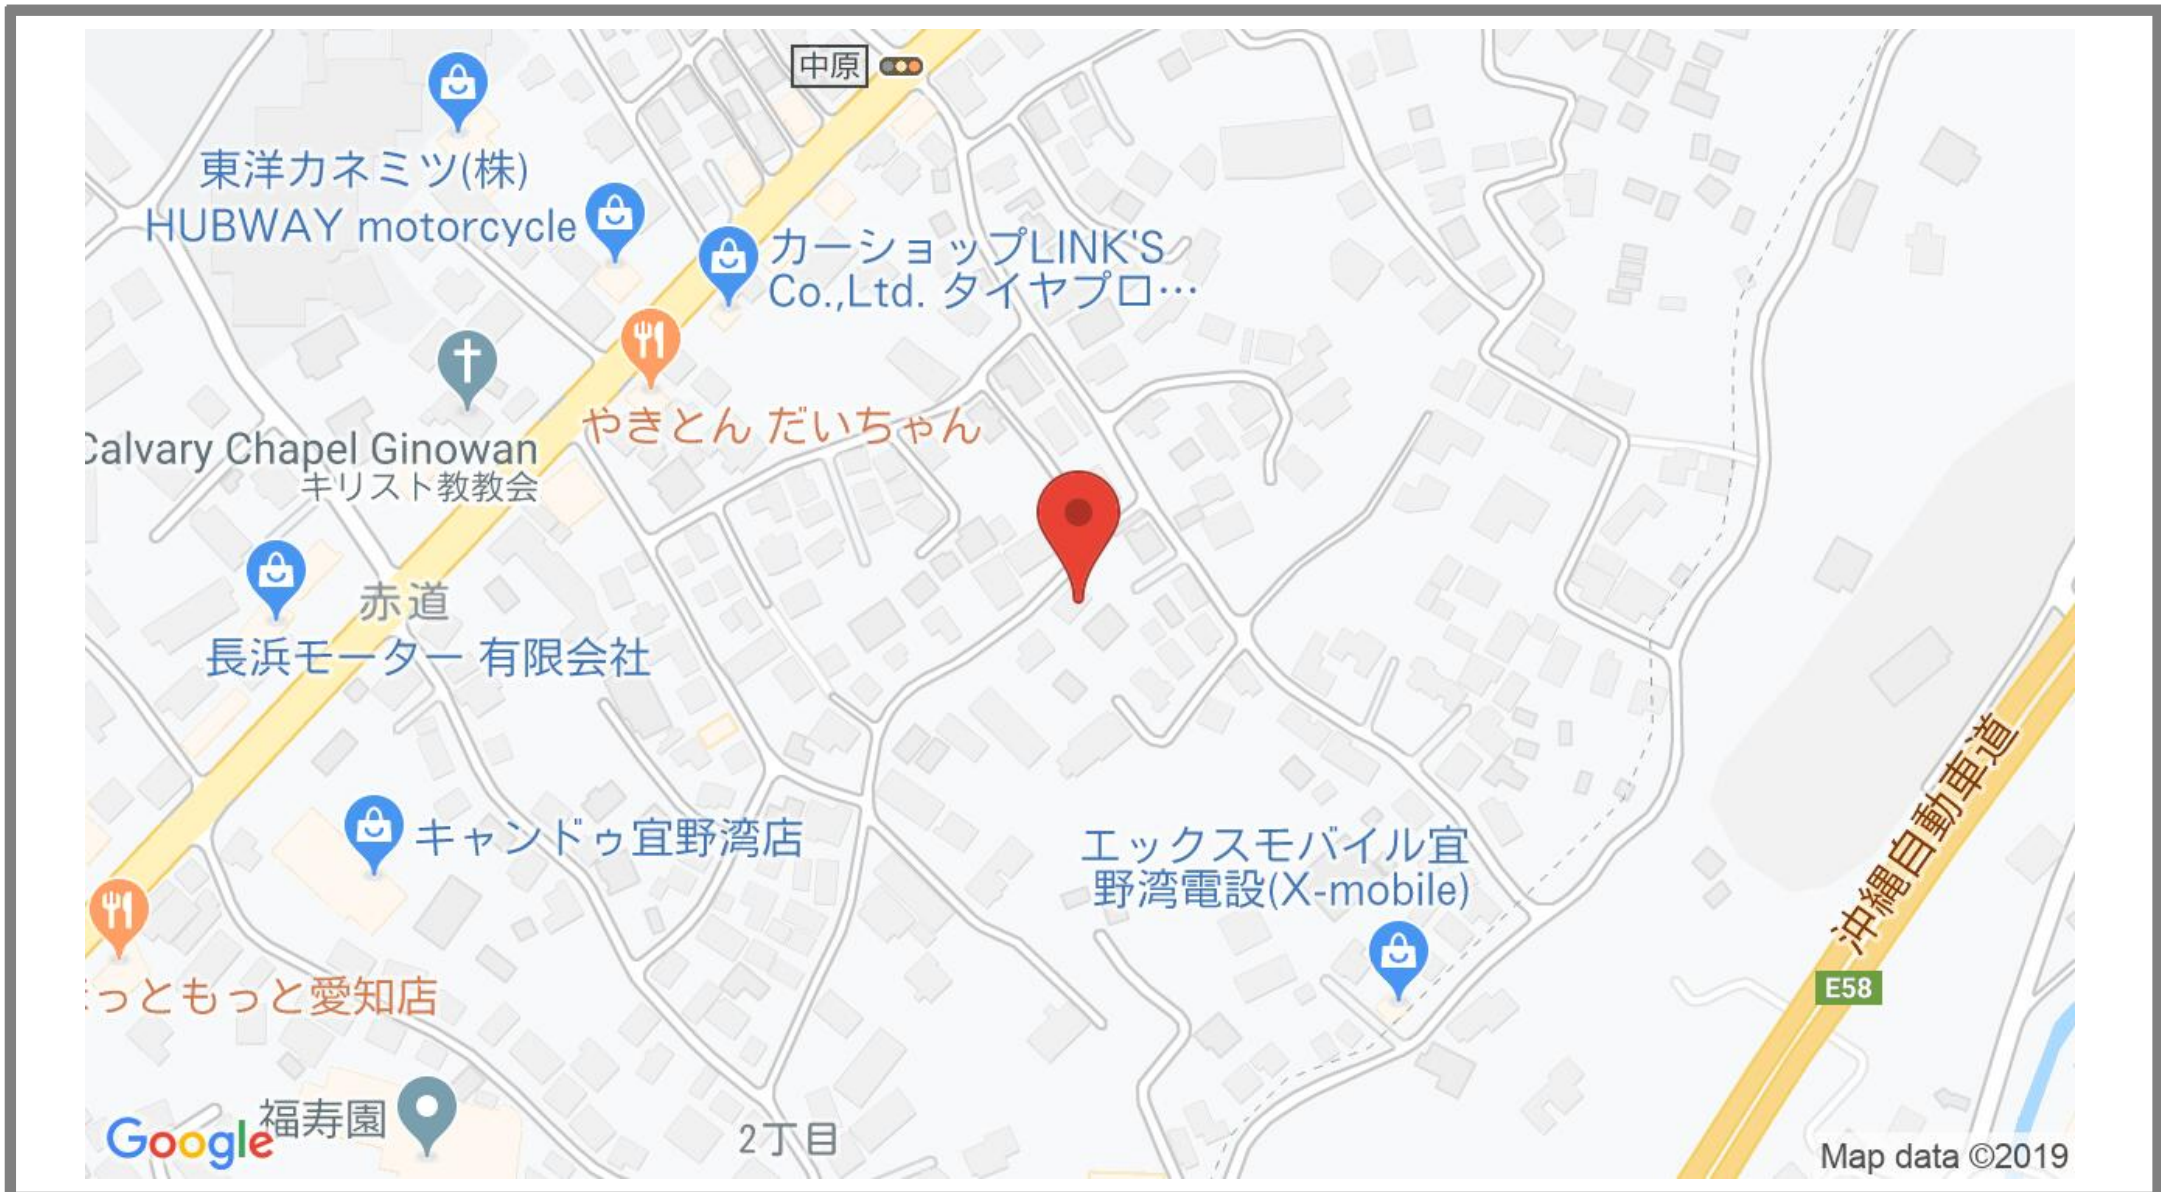 中原
東洋カネミツ(株)
HUBWAY motorcycle
カーショップLINK'S
Co.,Ltd. タイヤプロ…
やきとん だいちゃん
Calvary Chapel Ginowan
キリスト教教会
赤道
長浜モーター 有限会社
キャンドゥ宜野湾店
エックスモバイル宜
野湾電設(X-mobile)
沖縄自動車道
E58
っともっと愛知店
福寿園
Google
2丁目
Map data ©2019